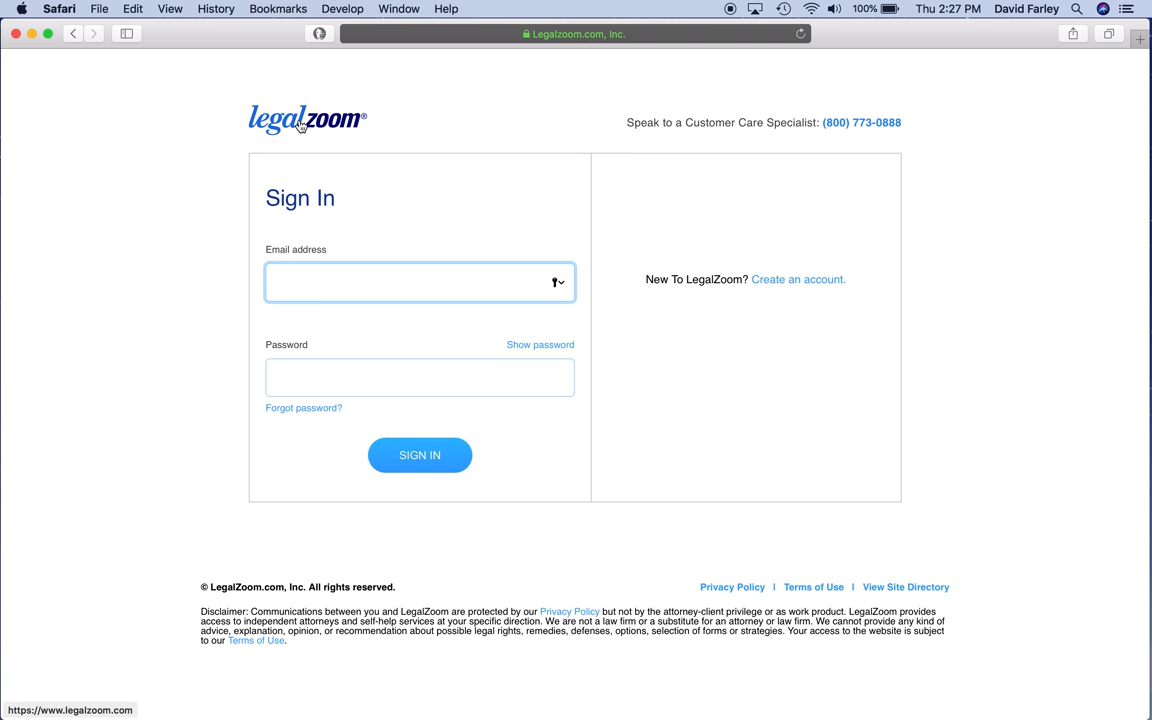 Safari File Edit View History Bookmarks Develop Window Help 100% Thu 2:27 PM David Farley
Legalzoom.com, Inc.
legalzoom®
Speak to a Customer Care Specialist: (800) 773-0888
Sign In
Email address
New To LegalZoom? Create an account.
Password Show password
Forgot password?
SIGN IN
© LegalZoom.com, Inc. All rights reserved. Privacy Policy | Terms of Use | View Site Directory
Disclaimer: Communications between you and LegalZoom are protected by our Privacy Policy but not by the attorney-client privilege or as work product. LegalZoom provides
access to independent attorneys and self-help services at your specific direction. We are not a law firm or a substitute for an attorney or law firm. We cannot provide any kind of
advice, explanation, opinion, or recommendation about possible legal rights, remedies, defenses, options, selection of forms or strategies. Your access to the website is subject
to our Terms of Use.
https://www.legalzoom.com